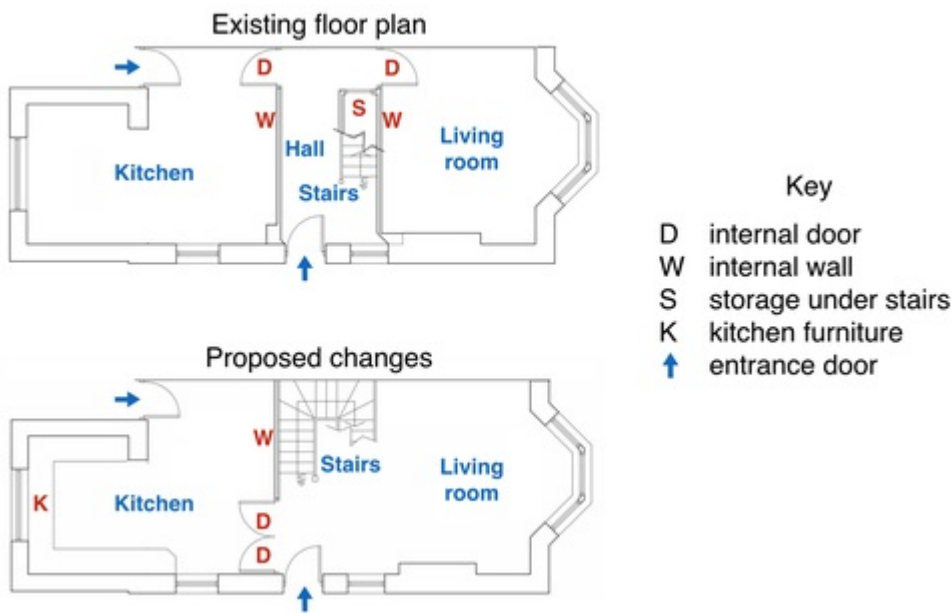 Existing floor plan
D
D
S
W
W
Hall
Living
room
Kitchen
Stairs
Key
D internal door
W internal wall
S storage under stairs
K kitchen furniture
entrance door
Proposed changes
W
Stairs
Living
room
K
Kitchen
D
D